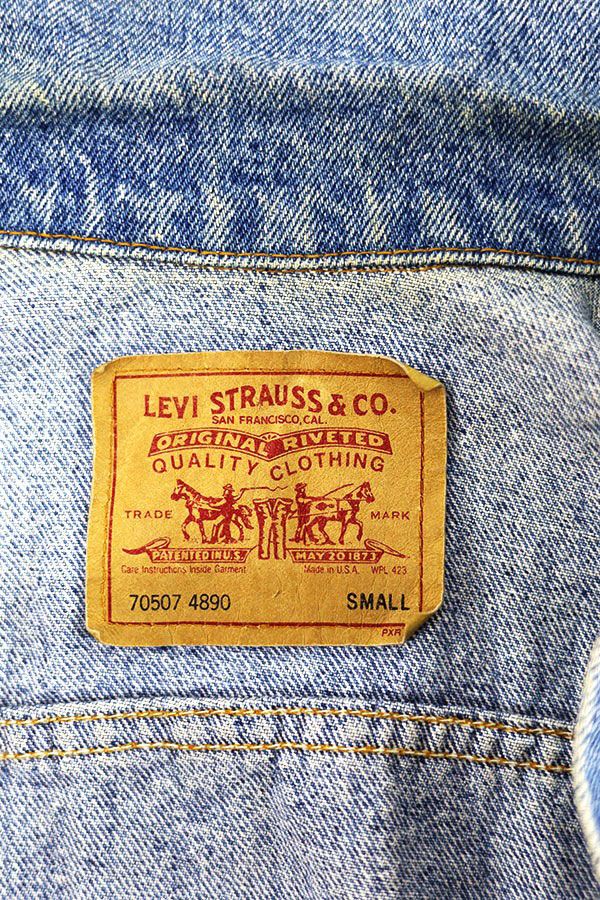 LEVI STRAUSS & CO.
SAN FRANCISCO, CAL.
ORIGINAL RIVETED
QUALITY CLOTHING
TRADE MARK
PATENTED IN U.S. MAY 20 1873
Care Instructions Inside Garment Made in U.S.A. WPL 423
70507 4890 SMALL
PXR